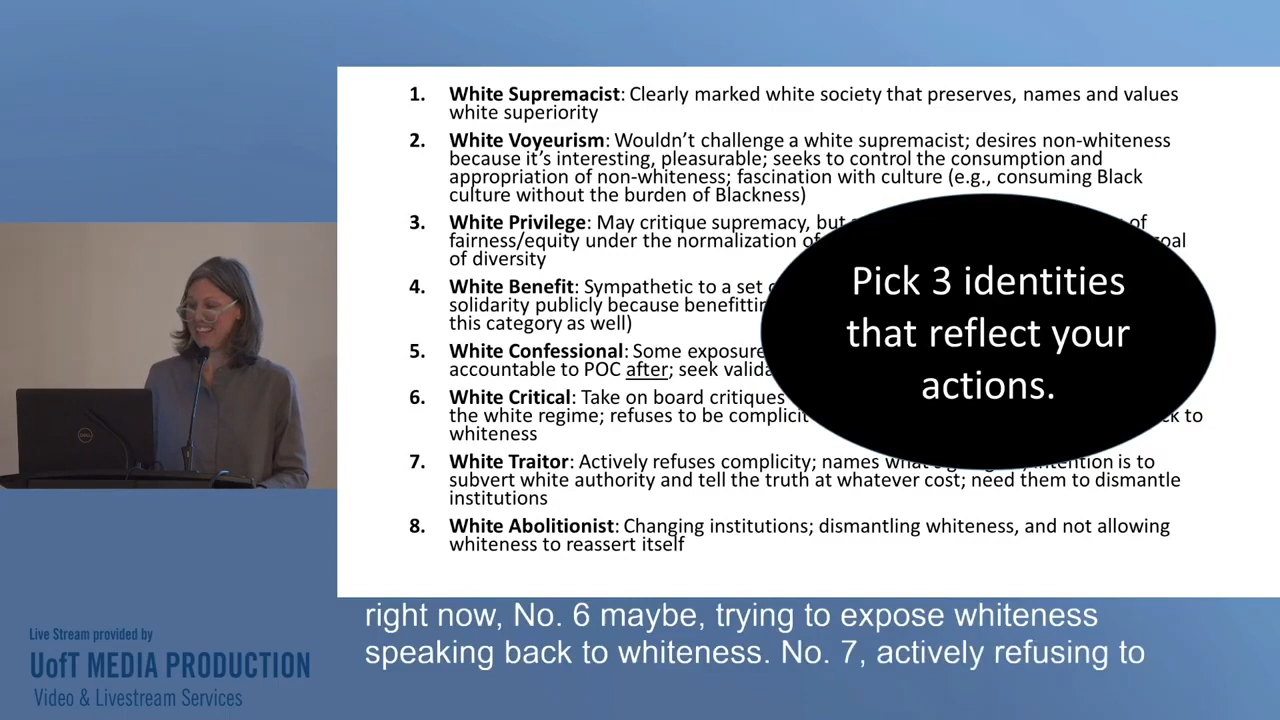 1. White Supremacist: Clearly marked white society that preserves, names and values
white superiority
2. White Voyeurism: Wouldn't challenge a white supremacist; desires non-whiteness
because it's interesting, pleasurable; seeks to control the consumption and
appropriation of non-whiteness; fascination with culture (e.g., consuming Black
culture without the burden of Blackness)
3. White Privilege: May critique supremacy, but of
fairness/equity under the normalization of
of diversity
4. White Benefit: Sympathetic to a set
solidarity publicly because
this category as well)
5. White Confessional: Some
accountable to POC after; seek
6. White Critical: Take on board critiques
the white regime; refuses to be complicit to
whiteness
7. White Traitor: Actively refuses complicity; names is to
subvert white authority and tell the truth at whatever cost; need them to dismantle
institutions
8. White Abolitionist: Changing institutions; dismantling whiteness, and not allowing
whiteness to reassert itself
Pick 3 identities
that reflect your
actions.
DELL
right now, No. 6 maybe, trying to expose whiteness
speaking back to whiteness. No. 7, actively refusing to
Live Stream provided by
UofT MEDIA PRODUCTION
Video & Livestream Services